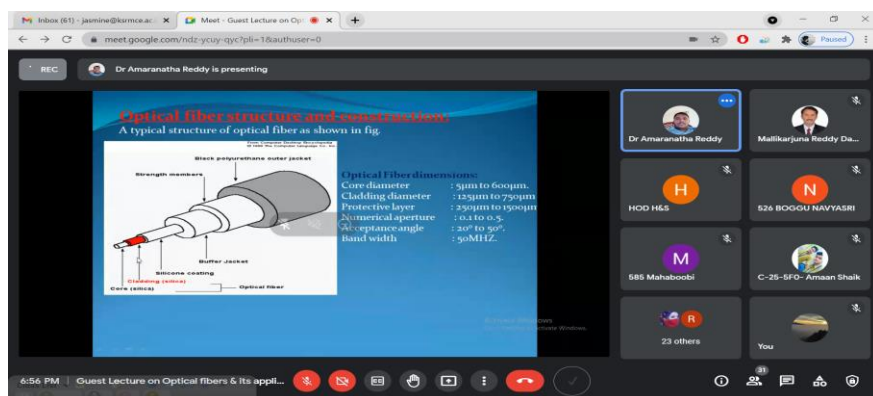 Inbox (61) - jasmine@ksrmce.ac.
Meet - Guest Lecture on Opt
meet.google.com/ndz-ycuy-qyc?pli=1&authuser=0
Paused
REC
Dr Amaranatha Reddy is presenting
Optical fiber structure and construction:
A typical structure of optical fiber as shown in fig.
From Computer Desktop Encyclopedia
Black polyurethane outer jacket
Strength members
Buffer Jacket
Silicone coating
Cladding (silica)
Core (silica)
Optical fiber
Optical Fiber dimensions:
Core diameter : 5μm to 600μm.
Cladding diameter : 125μm to 750μm
Protective layer : 250μm to 1500μm
Numerical aperture : 0.1 to 0.5.
Acceptance angle : 20° to 50°.
Band width : 50MHZ.
Dr Amaranatha Reddy
Mallikarjuna Reddy Da...
H
HOD H&S
N
526 BOGGU NAVYASRI
M
585 Mahaboobi
C-25-5F0- Amaan Shaik
R
23 others
You
6:56 PM | Guest Lecture on Optical fibers & its appli...
31